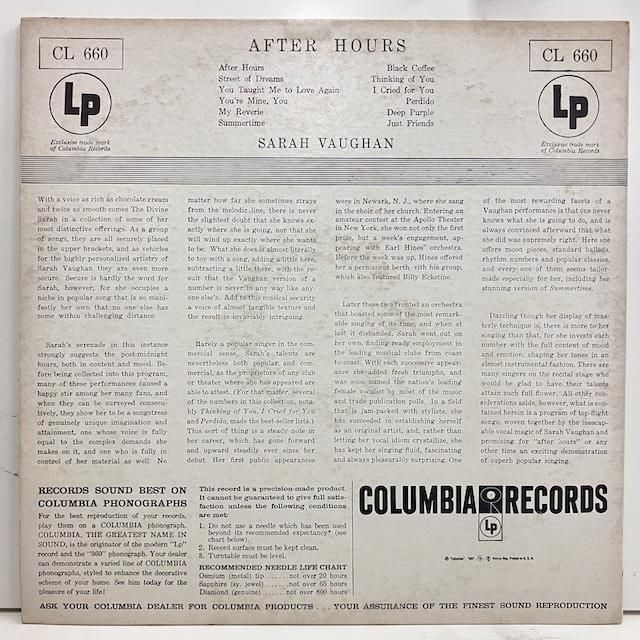 AFTER HOURS
CL 660
CL 660
After Hours
Street of Dreams
You Taught Me to Love Again
You're Mine, You
My Reverie
Summertime
Black Coffee
Thinking of You
I Cried for You
Perdido
Deep Purple
Just Friends
Lp
Exclusive trade mark
of Columbia Records
Lp
Exclusive trade mark
of Columbia Records
SARAH VAUGHAN
With a voice as rich as chocolate cream
and twice as smooth comes The Divine
Sarah in a collection of some of her
most distinctive offerings. As a group
of songs, they are all securely placed
in the upper brackets, and as vehicles
for the highly personalized artistry of
Sarah Vaughan they are even more
secure. Secure is hardly the word for
Sarah, however, for she occupies a
niche in popular song that is so mani-
festly her own that no one else has
come within challenging distance.
Sarah's serenade in this instance
strongly suggests the post-midnight
hours, both in content and mood. Be-
fore being collected into this program,
many of these performances caused a
happy stir among her many fans, and
when they can be surveyed consecu-
tively, they show her to be a songstress
of genuinely unique imagination and
attainment, one whose voice is fully
equal to the complex demands she
makes on it, and one who is fully in
control of her material as well. No
matter how far she sometimes strays
from the melodic line, there is never
the slightest doubt that she knows ex-
actly where she is going, nor that she
will wind up exactly where she wants
to be. What she does is almost literally
to toy with a song, adding a little here,
subtracting a little there, with the re-
sult that the Vaughan version of a
number is never in any way like any-
one else's. Add to this musical security
a voice of almost tangible texture and
the result is invariably intriguing.
Rarely a popular singer in the com-
mercial sense, Sarah's talents are
nevertheless both popular and com-
mercial, as the proprietors of any club
or theater where she has appeared are
able to attest. (For that matter, several
of the numbers in this collection, nota-
bly Thinking of You, I Cried for You
and Perdido, made the best-seller lists.)
This sort of thing is a steady note in
her career, which has gone forward
and upward steadily ever since her
debut. Her first public appearances
were in Newark, N. J., where she sang
in the choir of her church. Entering an
amateur contest at the Apollo Theater
in New York, she won not only the first
prize, but a week's engagement, ap-
pearing with Earl Hines' orchestra.
Before the week was up, Hines offered
her a permanent berth with his group,
which also featured Billy Eckstine.
Later these two fronted an orchestra
that boasted some of the most remark-
able singing of its time, and when at
last it disbanded, Sarah went out on
her own, finding ready employment in
the leading musical clubs from coast
to coast. With each successive appear-
ance she added fresh triumphs, and
was soon named the nation's leading
female vocalist by most of the music
and trade publication polls. In a field
that is jam-packed with stylists, she
has succeeded in establishing herself
as an original artist, and, rather than
letting her vocal idiom crystallize, she
has kept her singing fluid, fascinating
and always pleasurably surprising. One
of the most rewarding facets of a
Vaughan performance is that one never
knows what she is going to do, and is
always convinced afterward that what
she did was supremely right. Here she
offers mood pieces, standard ballads,
rhythm numbers and popular classics,
and every one of them seems tailor-
made especially for her, including her
stunning version of Summertime.
Dazzling though her display of mas-
terly technique is, there is more to her
singing than that, for she invests each
number with the full content of mood
and emotion, shaping her tones in an
almost instrumental fashion. There are
many singers on the recital stage who
would be glad to have their talents
attain such full flower. All other con-
siderations aside, however, what is con-
tained herein is a program of top-flight
songs, woven together by the inescap-
able vocal magic of Sarah Vaughan and
promising for "after hours" or any
other time an exciting demonstration
of superb popular singing.
RECORDS SOUND BEST ON
COLUMBIA PHONOGRAPHS
For the best reproduction of your records,
play them on a COLUMBIA phonograph.
COLUMBIA, THE GREATEST NAME IN
SOUND, is the originator of the modern "Lp"
record and the "360" phonograph. Your dealer
can demonstrate a varied line of COLUMBIA
phonographs, styled to enhance the decorative
scheme of your home. See him today for the
pleasure of your life!
This record is a precision-made product.
It cannot be guaranteed to give full satis-
faction unless the following conditions
are met:
1. Do not use a needle which has been used
beyond its recommended expectancy* (see
chart below).
2. Record surface must be kept clean.
3. Turntable must be level.
RECOMMENDED NEEDLE LIFE CHART
Osmium (metal) tip.....not over 20 hours
Sapphire (sy. jewel).....not over 65 hours
Diamond (genuine).....not over 800 hours
COLUMBIA RECORDS
Lp
ASK YOUR COLUMBIA DEALER FOR COLUMBIA PRODUCTS . . . YOUR ASSURANCE OF THE FINEST SOUND REPRODUCTION